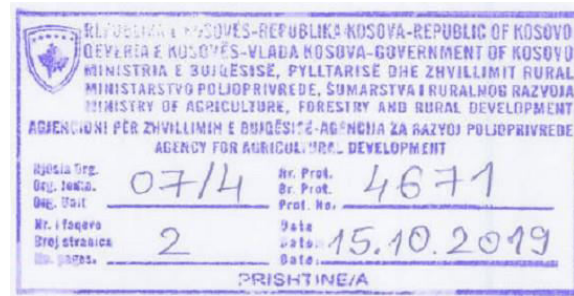 REPUBLIKA E KOSOVËS-REPUBLIKA KOSOVA-REPUBLIC OF KOSOVO
QEVERIA E KOSOVËS-VLADA KOSOVA-GOVERNMENT OF KOSOVO
MINISTRIA E BUJQËSISË, PYLLTARISË DHE ZHVILLIMIT RURAL
MINISTARSTVO POLJOPRIVREDE, ŠUMARSTVA I RURALNOG RAZVOJA
MINISTRY OF AGRICULTURE, FORESTRY AND RURAL DEVELOPMENT
AGJENCIONI PËR ZHVILLIMIN E BUJQËSISË-AGENCIJA ZA RAZVOJ POLJOPRIVREDE
AGENCY FOR AGRICULTURAL DEVELOPMENT
Njësia Org.
Org. Jedin.
Org. Unit
07/4
Nr. Prot.
Br. Prot.
Prot. No.
4671
Nr. i faqeve
Broj stranica
No. pages.
2
Data
Datum
Date:
15.10.2019
PRISHTINE/A